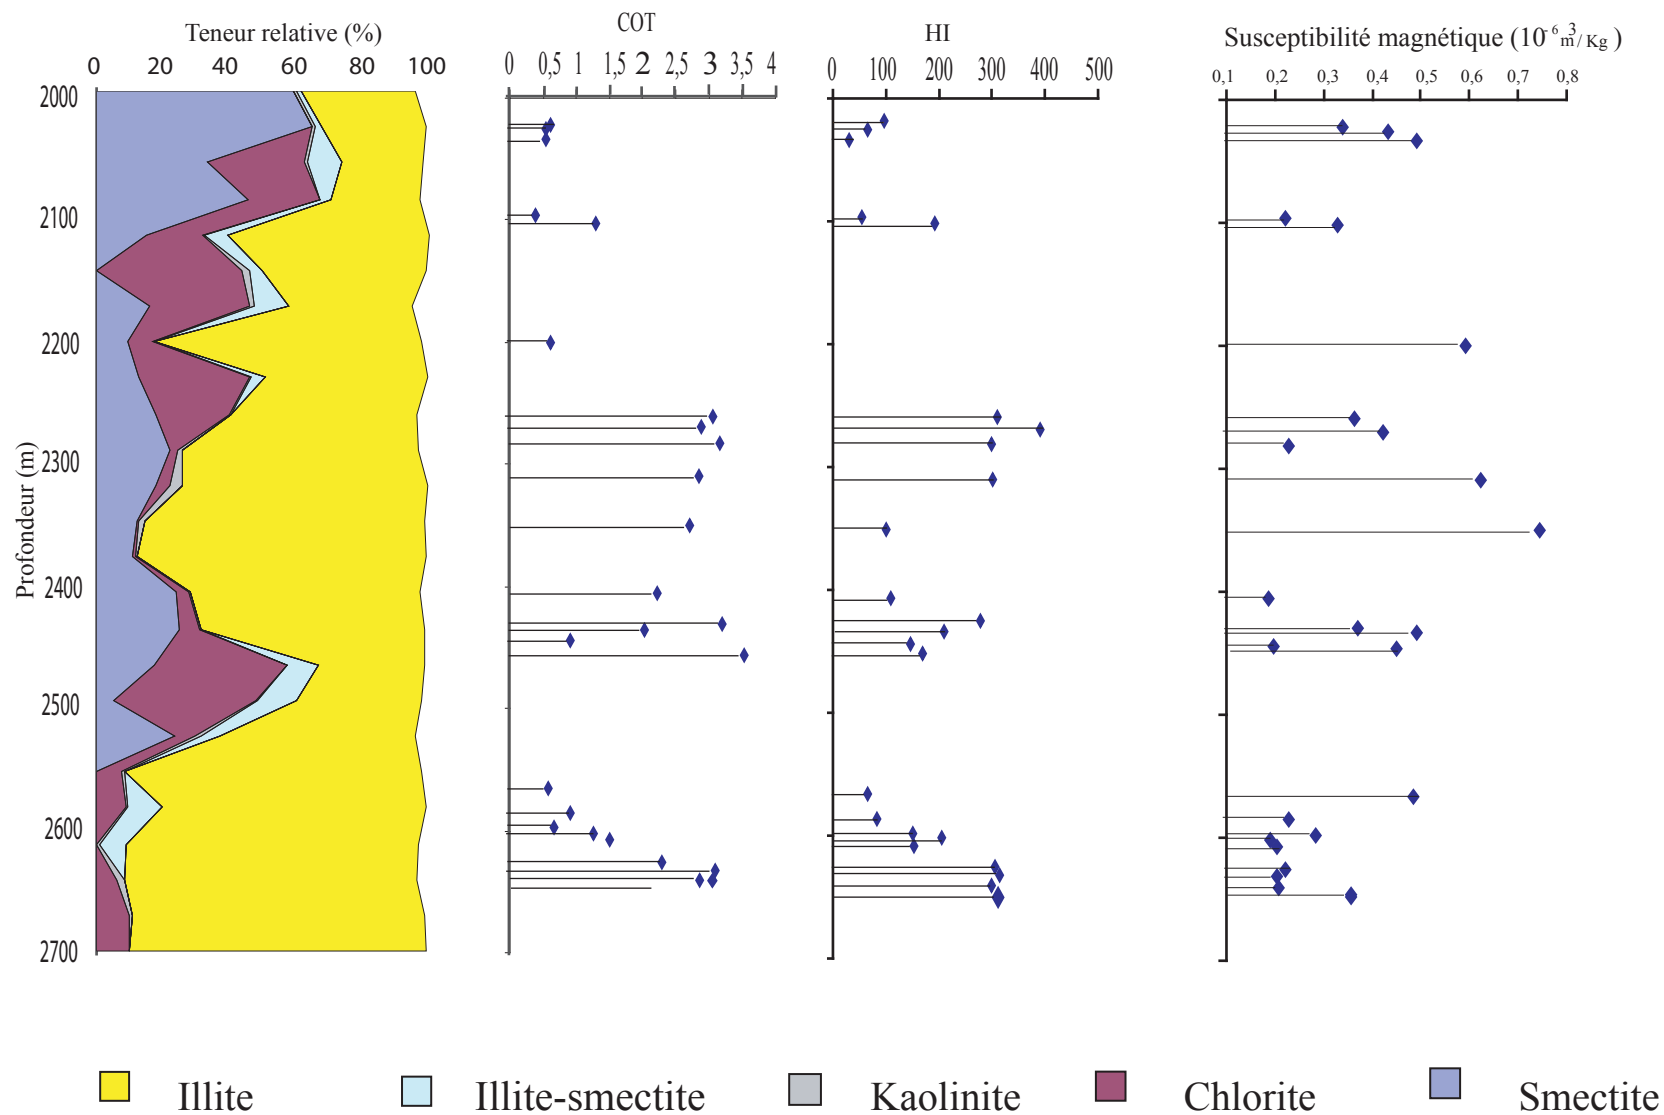 Teneur relative (%)
COT
HI
Susceptibilité magnétique (10⁻⁶ m³/Kg)
0 20 40 60 80 100
0 0,5 1 1,5 2 2,5 3 3,5 4
0 100 200 300 400 500
0,1 0,2 0,3 0,4 0,5 0,6 0,7 0,8
Profondeur (m)
2000
2100
2200
2300
2400
2500
2600
2700
Illite
Illite-smectite
Kaolinite
Chlorite
Smectite